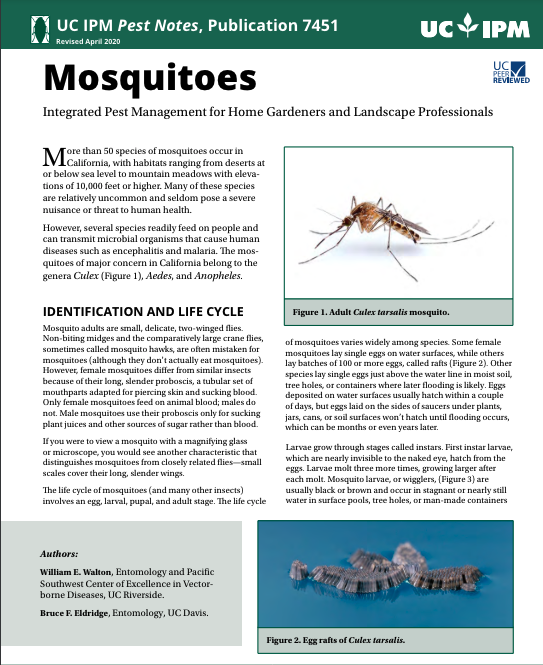 UC IPM Pest Notes, Publication 7451
Revised April 2020
UC IPM
Mosquitoes
UC
PEER
REVIEWED
Integrated Pest Management for Home Gardeners and Landscape Professionals
More than 50 species of mosquitoes occur in
California, with habitats ranging from deserts at
or below sea level to mountain meadows with eleva-
tions of 10,000 feet or higher. Many of these species
are relatively uncommon and seldom pose a severe
nuisance or threat to human health.
However, several species readily feed on people and
can transmit microbial organisms that cause human
diseases such as encephalitis and malaria. The mos-
quitoes of major concern in California belong to the
genera Culex (Figure 1), Aedes, and Anopheles.
IDENTIFICATION AND LIFE CYCLE
Mosquito adults are small, delicate, two-winged flies.
Non-biting midges and the comparatively large crane flies,
sometimes called mosquito hawks, are often mistaken for
mosquitoes (although they don't actually eat mosquitoes).
However, female mosquitoes differ from similar insects
because of their long, slender proboscis, a tubular set of
mouthparts adapted for piercing skin and sucking blood.
Only female mosquitoes feed on animal blood; males do
not. Male mosquitoes use their proboscis only for sucking
plant juices and other sources of sugar rather than blood.
If you were to view a mosquito with a magnifying glass
or microscope, you would see another characteristic that
distinguishes mosquitoes from closely related flies—small
scales cover their long, slender wings.
The life cycle of mosquitoes (and many other insects)
involves an egg, larval, pupal, and adult stage. The life cycle
Figure 1. Adult Culex tarsalis mosquito.
of mosquitoes varies widely among species. Some female
mosquitoes lay single eggs on water surfaces, while others
lay batches of 100 or more eggs, called rafts (Figure 2). Other
species lay single eggs just above the water line in moist soil,
tree holes, or containers where later flooding is likely. Eggs
deposited on water surfaces usually hatch within a couple
of days, but eggs laid on the sides of saucers under plants,
jars, cans, or soil surfaces won't hatch until flooding occurs,
which can be months or even years later.
Larvae grow through stages called instars. First instar larvae,
which are nearly invisible to the naked eye, hatch from the
eggs. Larvae molt three more times, growing larger after
each molt. Mosquito larvae, or wigglers, (Figure 3) are
usually black or brown and occur in stagnant or nearly still
water in surface pools, tree holes, or man-made containers
Authors:
William E. Walton, Entomology and Pacific
Southwest Center of Excellence in Vector-
borne Diseases, UC Riverside.
Bruce F. Eldridge, Entomology, UC Davis.
Figure 2. Egg rafts of Culex tarsalis.